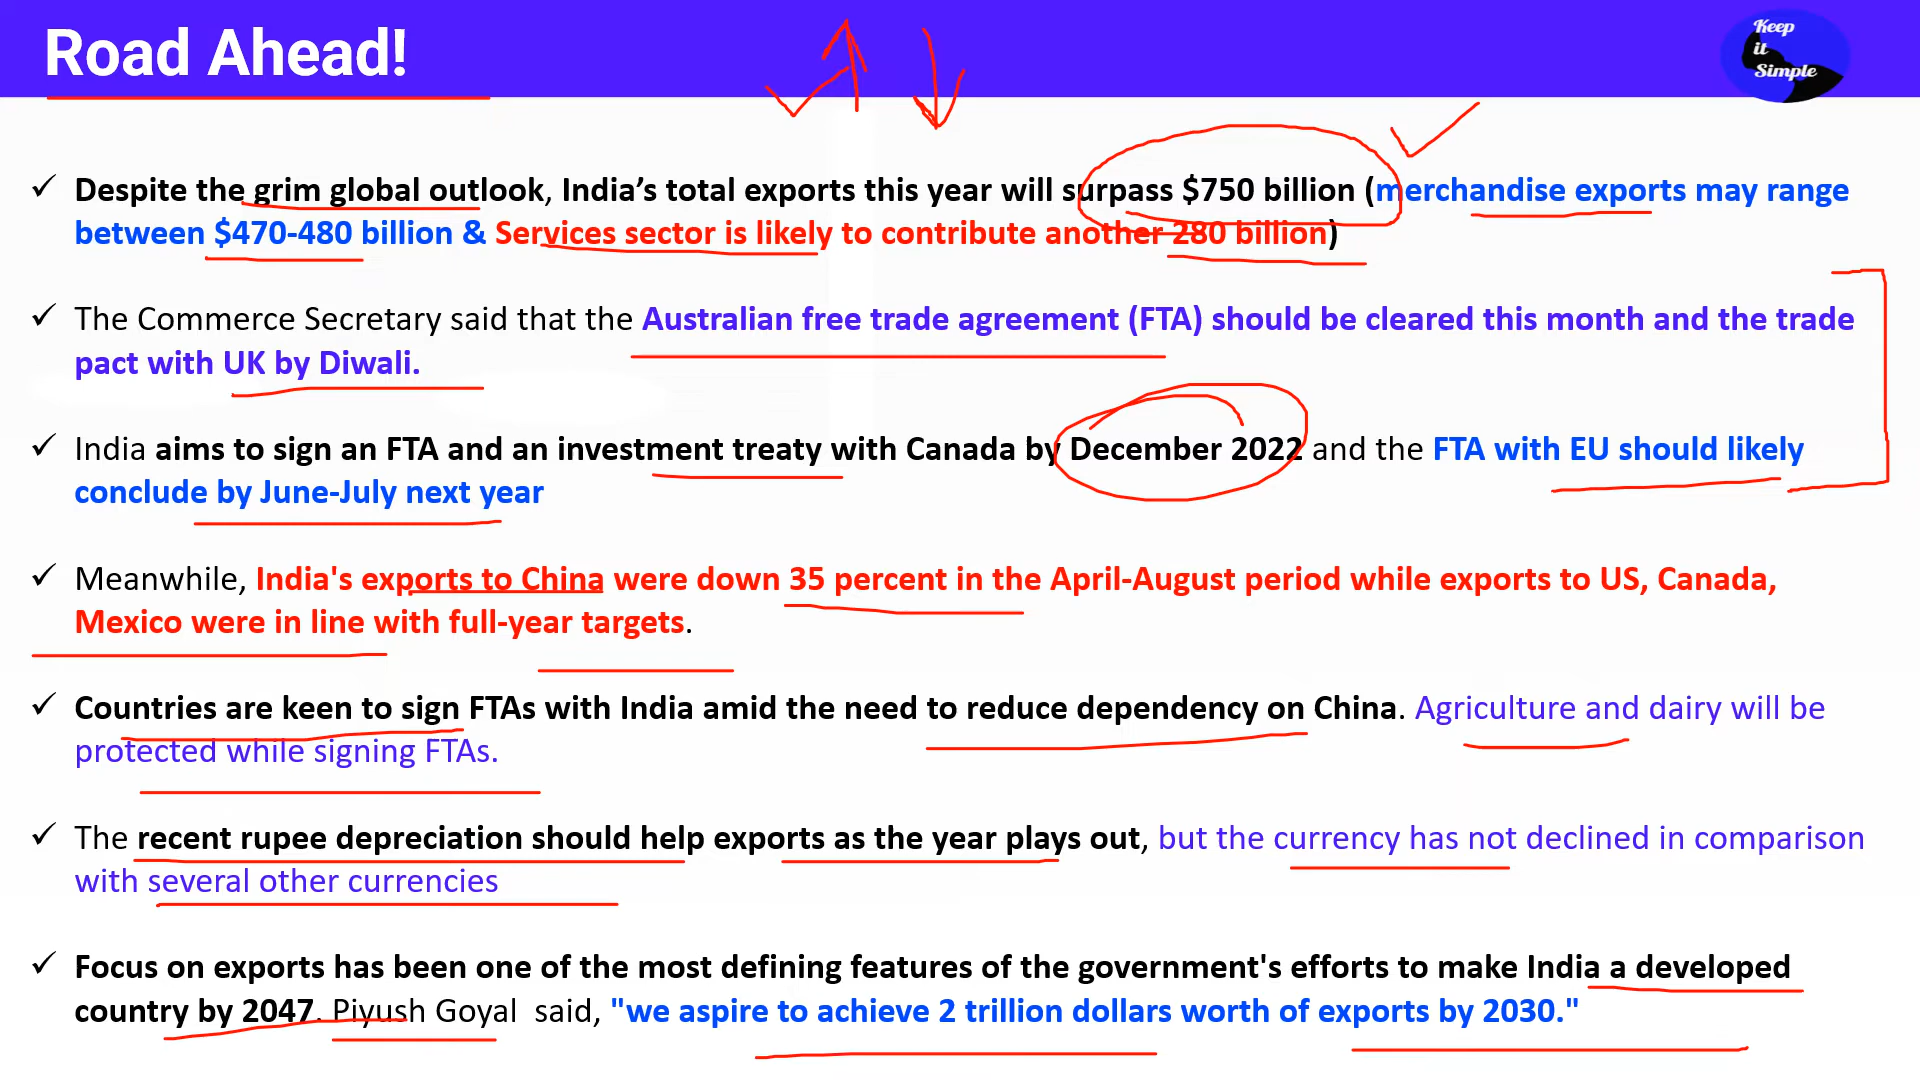 Road Ahead!
Keep
it
Simple
Despite the grim global outlook, India’s total exports this year will surpass $750 billion (merchandise exports may range
between $470-480 billion & Services sector is likely to contribute another 280 billion)
The Commerce Secretary said that the Australian free trade agreement (FTA) should be cleared this month and the trade
pact with UK by Diwali.
India aims to sign an FTA and an investment treaty with Canada by December 2022 and the FTA with EU should likely
conclude by June-July next year
Meanwhile, India's exports to China were down 35 percent in the April-August period while exports to US, Canada,
Mexico were in line with full-year targets.
Countries are keen to sign FTAs with India amid the need to reduce dependency on China. Agriculture and dairy will be
protected while signing FTAs.
The recent rupee depreciation should help exports as the year plays out, but the currency has not declined in comparison
with several other currencies
Focus on exports has been one of the most defining features of the government's efforts to make India a developed
country by 2047. Piyush Goyal said, "we aspire to achieve 2 trillion dollars worth of exports by 2030."